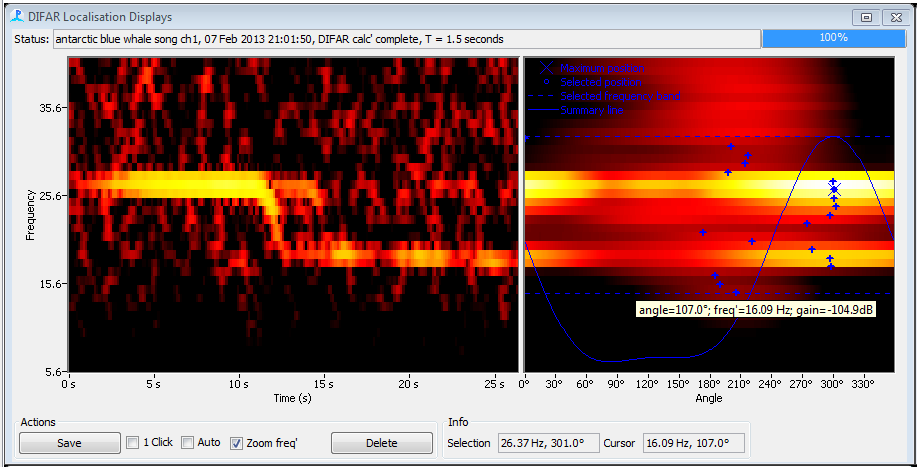 DIFAR Localisation Displays
Status: antarctic blue whale song ch1, 07 Feb 2013 21:01:50, DIFAR calc' complete, T = 1.5 seconds
100%
Selected
Summary line
35.6
25.6
15.6
5.6
Frequency
angle=107.0°; freq'=16.09 Hz; gain=-104.9dB
0 s 5 s 10 s 15 s 20 s 25 s
Time (s)
0° 30° 60° 90° 120° 150° 180° 210° 240° 270° 300° 330°
Angle
Actions
Save 1 Click Auto Zoom freq' Delete
Info
Selection 26.37 Hz, 301.0° Cursor 16.09 Hz, 107.0°